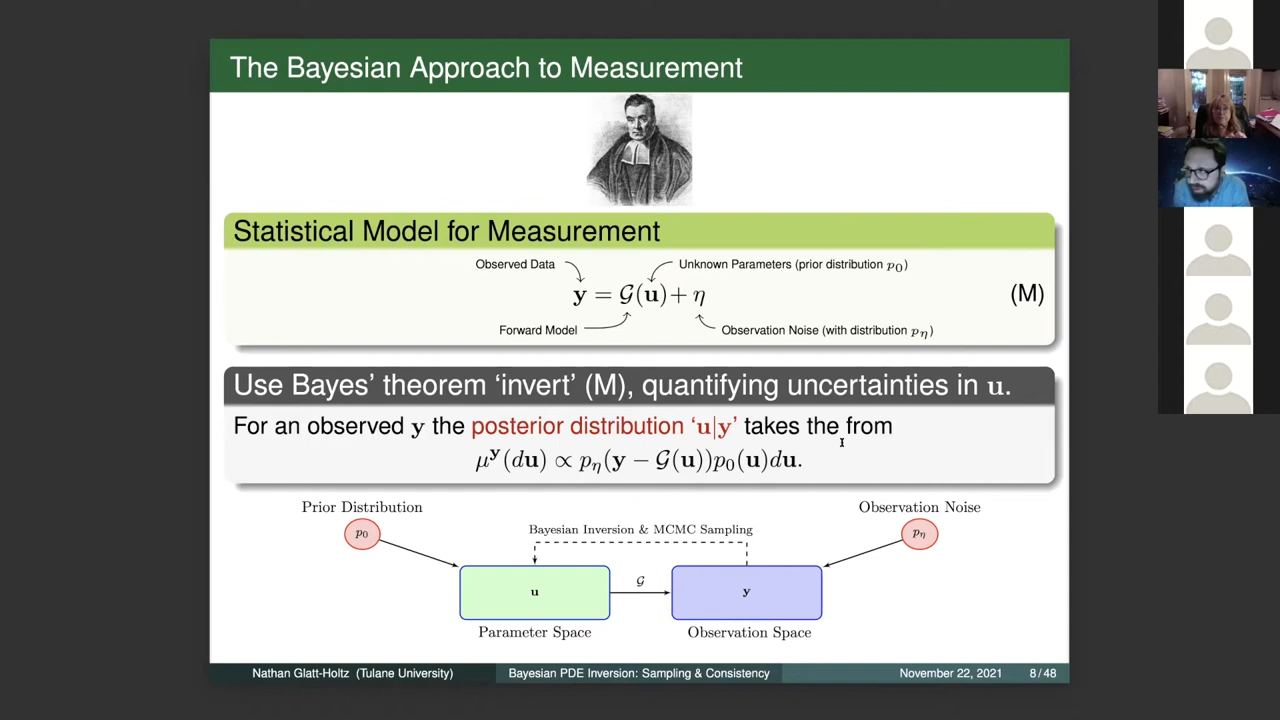 The Bayesian Approach to Measurement
Statistical Model for Measurement
Observed Data
Unknown Parameters (prior distribution p₀)
y = 𝒢(u) + η
(M)
Forward Model
Observation Noise (with distribution p_η)
Use Bayes' theorem 'invert' (M), quantifying uncertainties in u.
For an observed y the posterior distribution 'u|y' takes the from
μ^y(du) ∝ p_η(y − 𝒢(u))p₀(u)du.
Prior Distribution
Observation Noise
p₀
p_η
Bayesian Inversion & MCMC Sampling
𝒢
u
y
Parameter Space
Observation Space
Nathan Glatt-Holtz (Tulane University)
Bayesian PDE Inversion: Sampling & Consistency
November 22, 2021
8 / 48